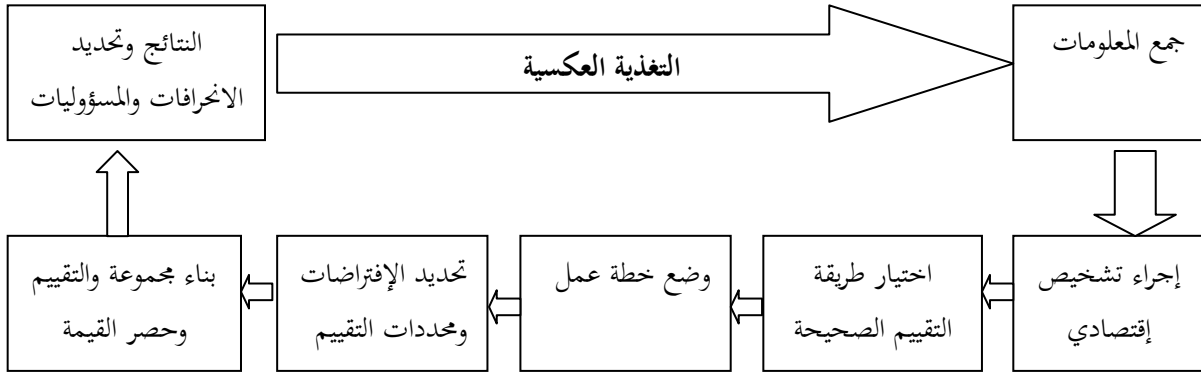 جمع المعلومات
التغذية العكسية
النتائج وتحديد
الانحرافات والمسؤوليات
إجراء تشخيص
إقتصادي
اختيار طريقة
التقييم الصحيحة
وضع خطة عمل
تحديد الإفتراضات
ومحددات التقييم
بناء مجموعة والتقييم
وحصر القيمة